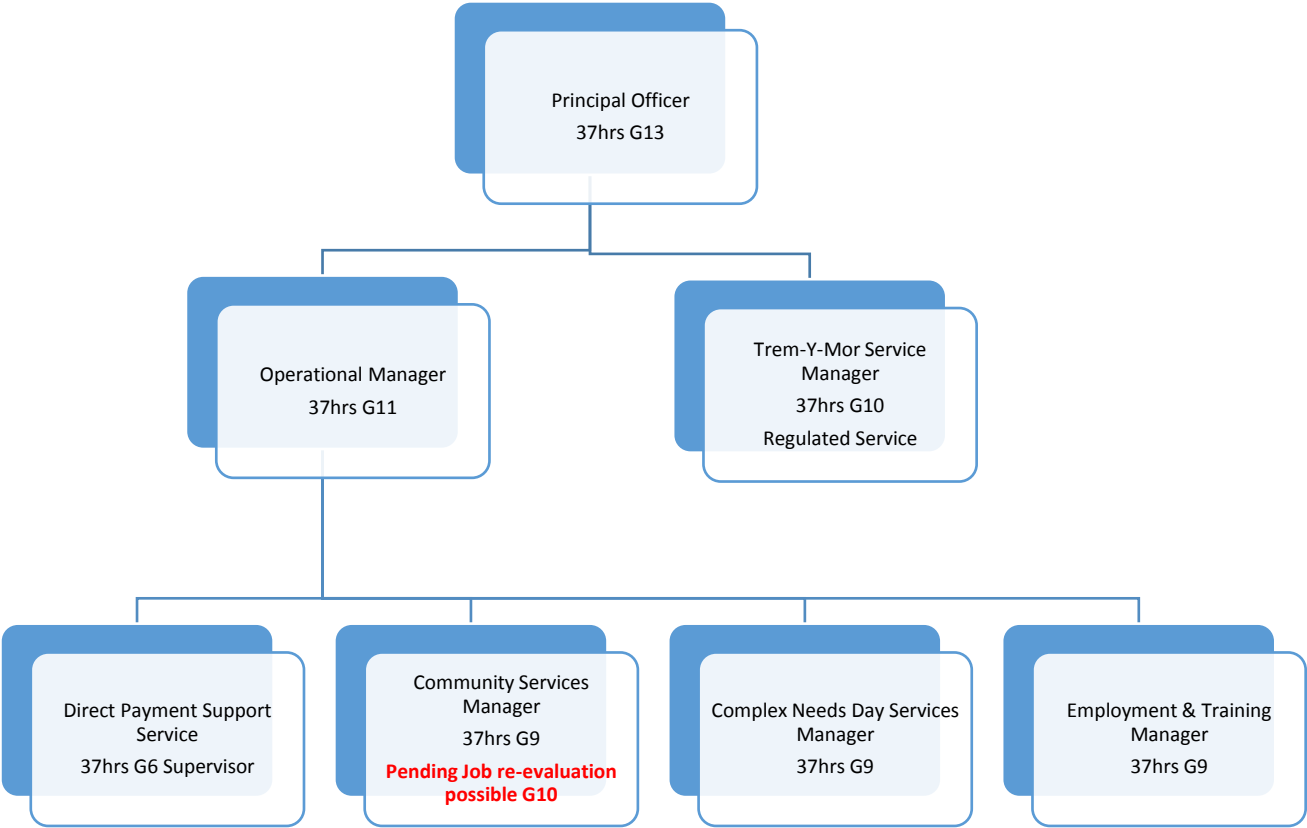 Principal Officer
37hrs G13
Operational Manager
37hrs G11
Trem-Y-Mor Service
Manager
37hrs G10
Regulated Service
Direct Payment Support
Service
37hrs G6 Supervisor
Community Services
Manager
37hrs G9
Pending Job re-evaluation
possible G10
Complex Needs Day Services
Manager
37hrs G9
Employment & Training
Manager
37hrs G9